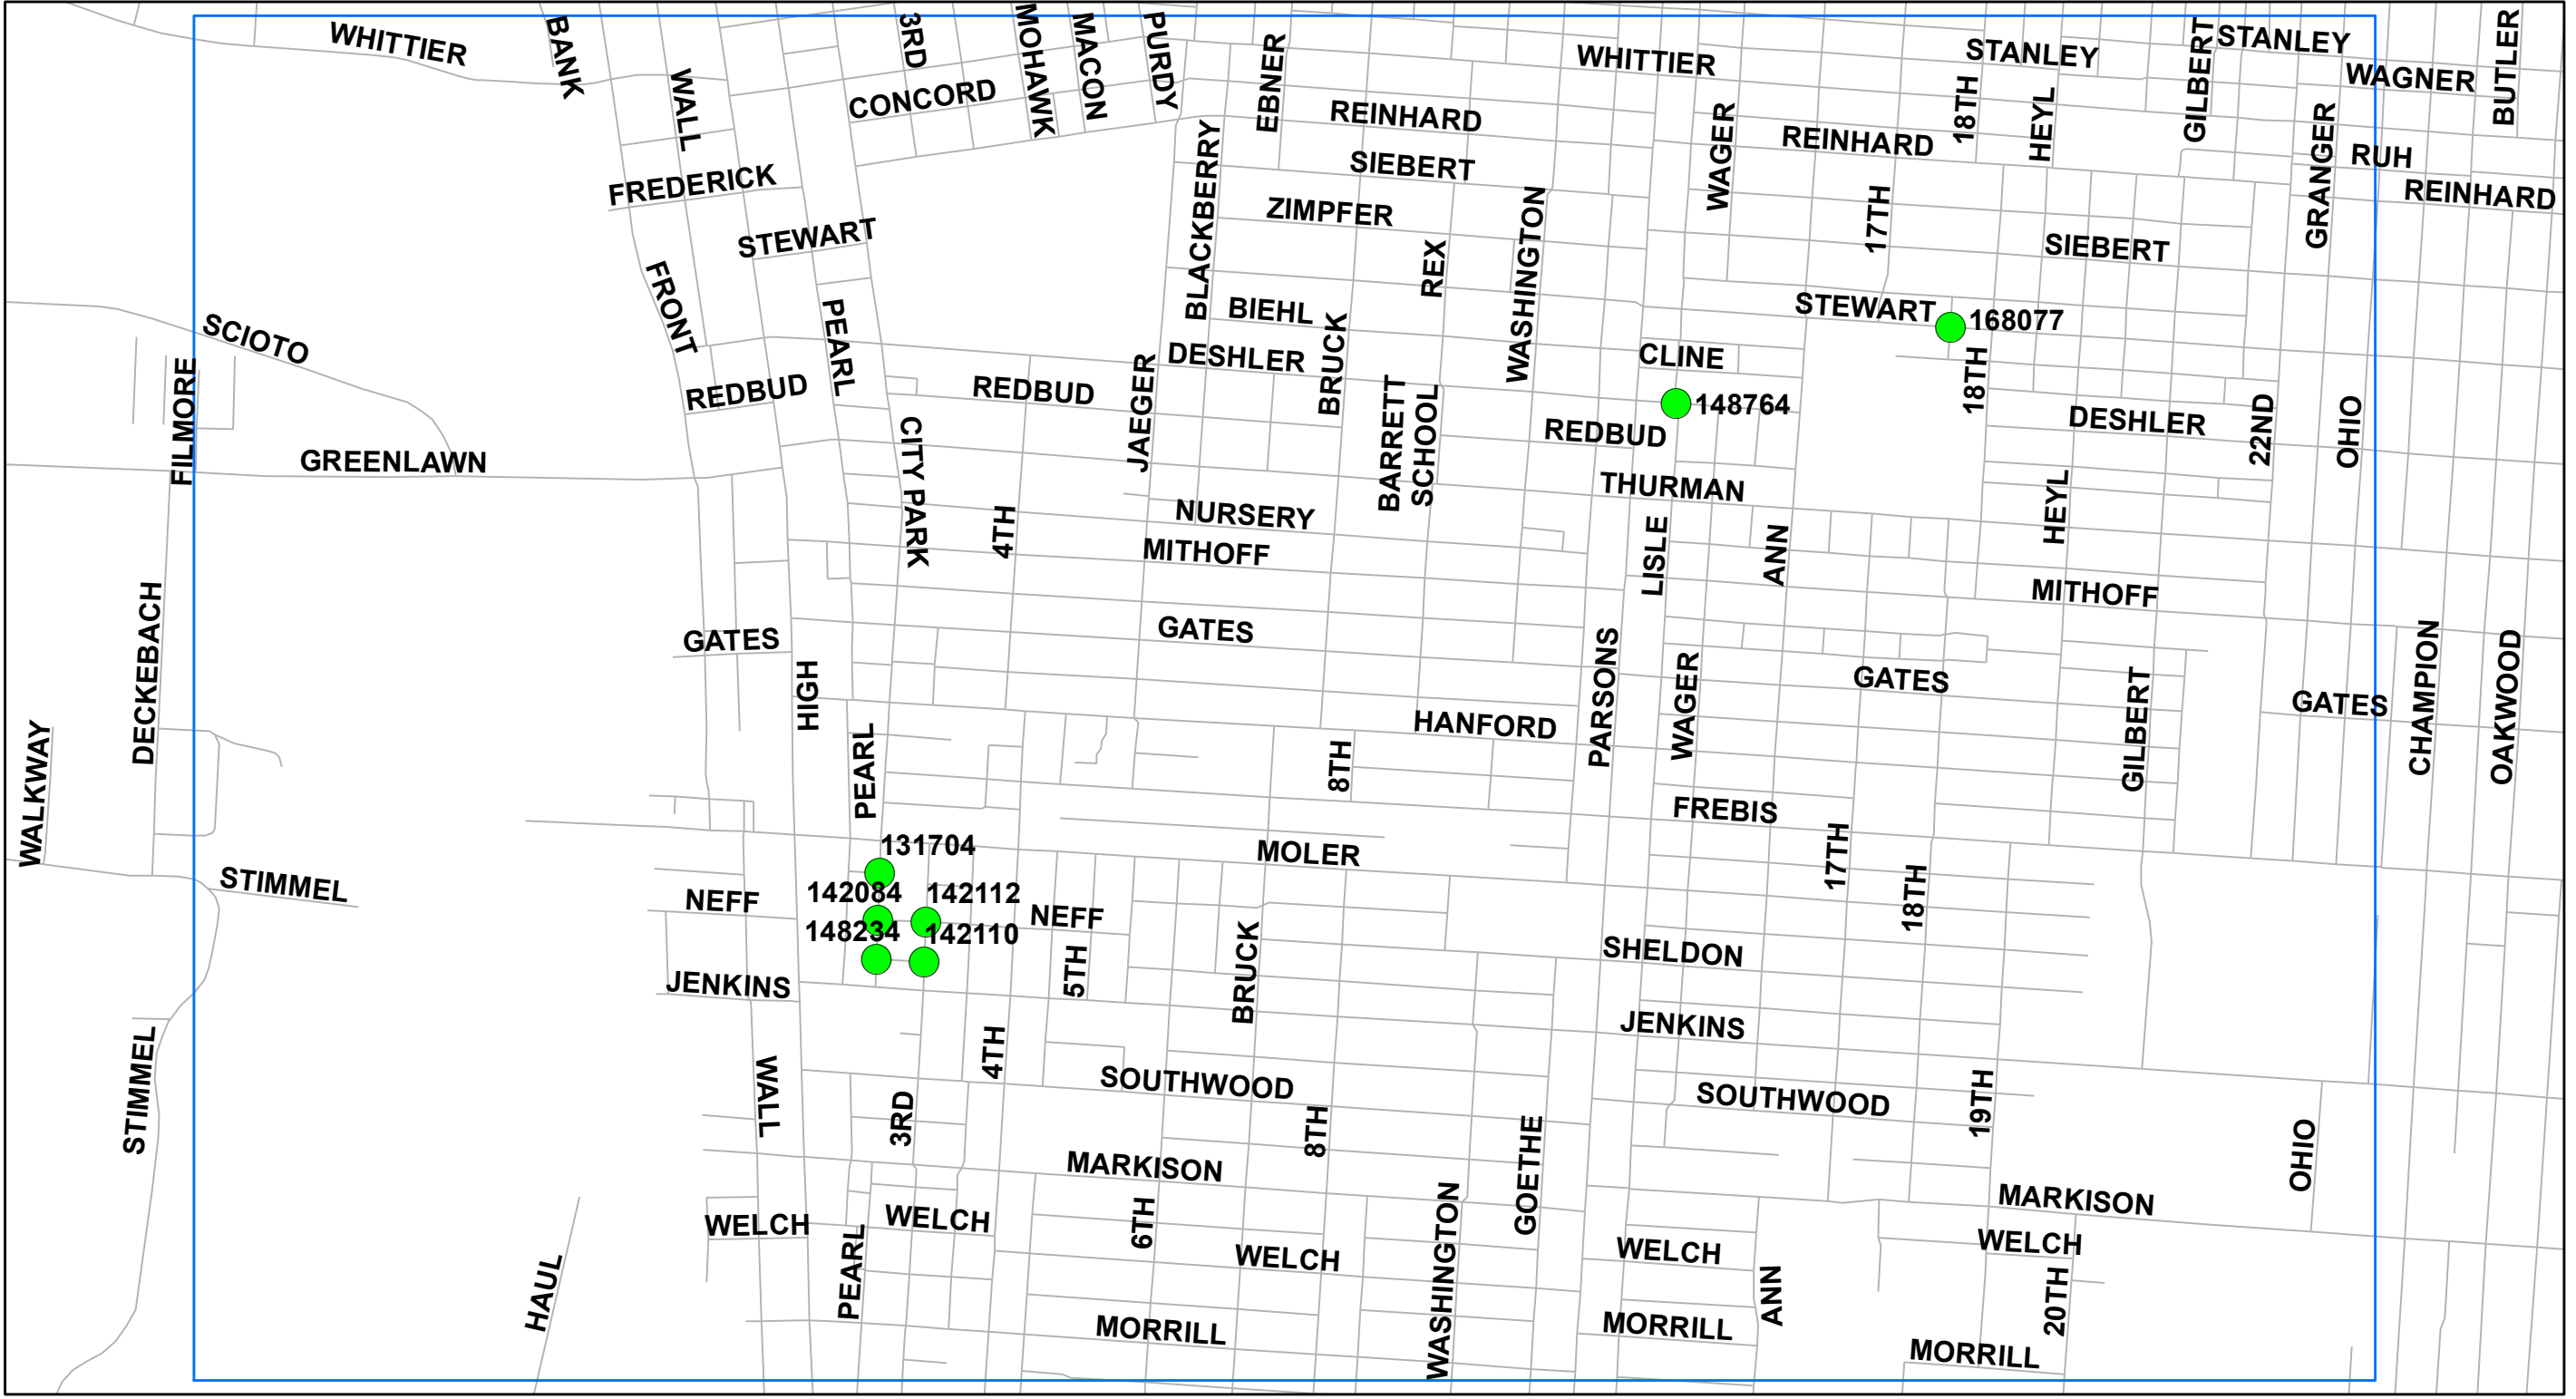 WHITTIER
BANK
WALL
3RD
CONCORD
MOHAWK
MACON
PURDY
EBNER
WHITTIER
STANLEY
GILBERT
STANLEY
WAGNER
BUTLER
REINHARD
WAGER
REINHARD
18TH
HEYL
GRANGER
RUH
REINHARD
FREDERICK
STEWART
BLACKBERRY
SIEBERT
ZIMPFER
REX
WASHINGTON
17TH
SIEBERT
FRONT
PEARL
SCIOTO
BIEHL
BRUCK
STEWART
168077
FILMORE
REDBUD
REDBUD
JAEGER
DESHLER
CLINE
148764
18TH
DESHLER
22ND
OHIO
GREENLAWN
CITY PARK
BARRETT
SCHOOL
REDBUD
THURMAN
4TH
NURSERY
MITHOFF
LISLE
ANN
HEYL
MITHOFF
DECKEBACH
GATES
HIGH
GATES
PARSONS
WAGER
GATES
GILBERT
GATES
CHAMPION
OAKWOOD
WALKWAY
PEARL
HANFORD
8TH
FREBIS
17TH
18TH
131704
MOLER
STIMMEL
NEFF
142084
142112
148234
142110
NEFF
5TH
BRUCK
SHELDON
JENKINS
JENKINS
STIMMEL
WALL
3RD
4TH
SOUTHWOOD
8TH
GOETHE
SOUTHWOOD
19TH
OHIO
MARKISON
MARKISON
WELCH
WELCH
PEARL
6TH
WELCH
WASHINGTON
WELCH
WELCH
HAUL
MORRILL
MORRILL
ANN
20TH
MORRILL